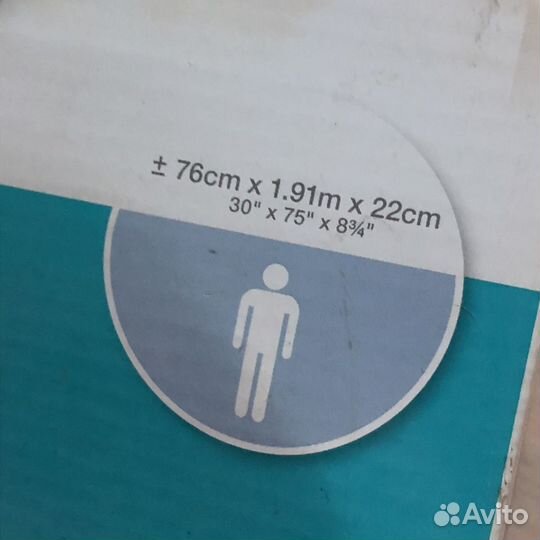 ± 76cm x 1.91m x 22cm
30" x 75" x 8¾"
Avito